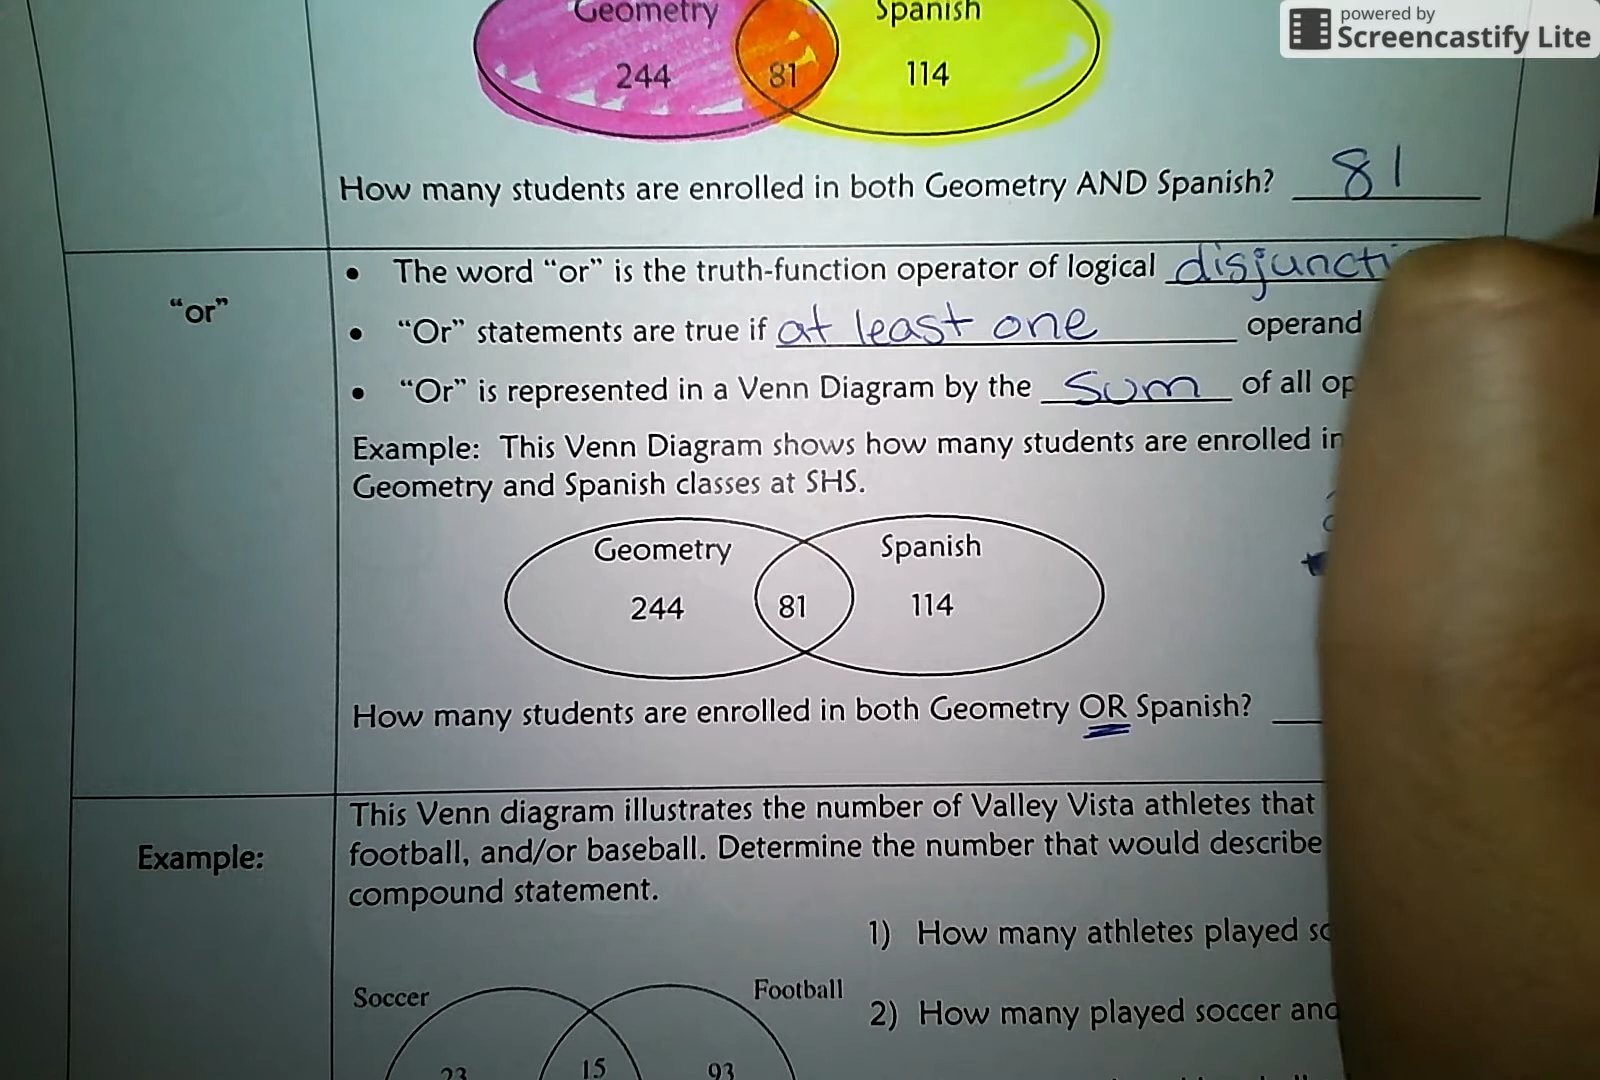 powered by
Screencastify Lite
Geometry Spanish
244 81 114
How many students are enrolled in both Geometry AND Spanish? 81
"or"
• The word "or" is the truth-function operator of logical disjuncti
• "Or" statements are true if at least one operand
• "Or" is represented in a Venn Diagram by the sum of all op
Example: This Venn Diagram shows how many students are enrolled in
Geometry and Spanish classes at SHS.
Geometry Spanish
244 81 114
How many students are enrolled in both Geometry OR Spanish?
Example:
This Venn diagram illustrates the number of Valley Vista athletes that
football, and/or baseball. Determine the number that would describe
compound statement.
1) How many athletes played
Soccer Football
2) How many played soccer and
23 15 93